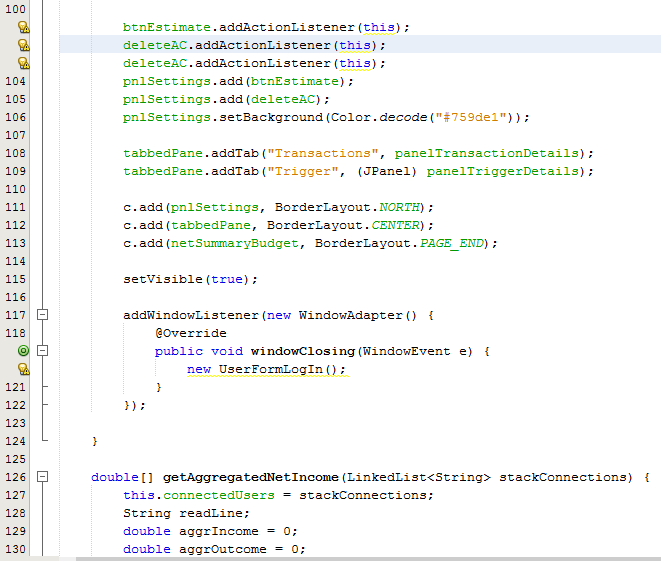 100
btnEstimate.addActionListener(this);
deleteAC.addActionListener(this);
deleteAC.addActionListener(this);
104 pnlSettings.add(btnEstimate);
105 pnlSettings.add(deleteAC);
106 pnlSettings.setBackground(Color.decode("#759de1"));
107
108 tabbedPane.addTab("Transactions", panelTransactionDetails);
109 tabbedPane.addTab("Trigger", (JPanel) panelTriggerDetails);
110
111 c.add(pnlSettings, BorderLayout.NORTH);
112 c.add(tabbedPane, BorderLayout.CENTER);
113 c.add(netSummaryBudget, BorderLayout.PAGE_END);
114
115 setVisible(true);
116
117 addWindowListener(new WindowAdapter() {
118 @Override
public void windowClosing(WindowEvent e) {
new UserFormLogIn();
121 }
122 });
123
124 }
125
126 double[] getAggregatedNetIncome(LinkedList<String> stackConnections) {
127 this.connectedUsers = stackConnections;
128 String readLine;
129 double aggrIncome = 0;
130 double aggrOutcome = 0;